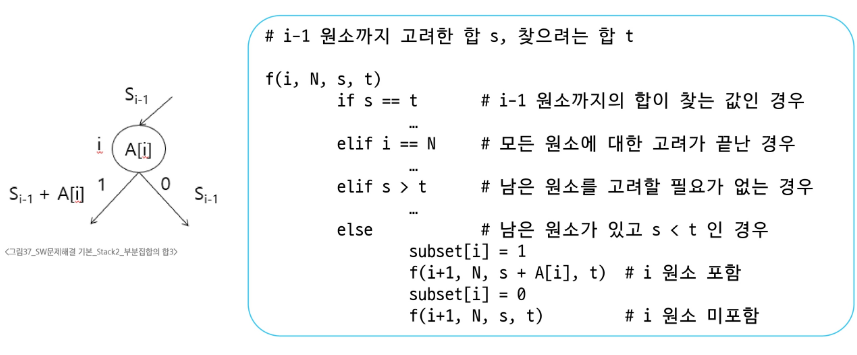 S i-1
i
A[i]
S i-1 + A[i]
1
0
S i-1
<그림37_SW문제해결 기본_Stack2_부분집합의 합3>
# i-1 원소까지 고려한 합 s, 찾으려는 합 t
f(i, N, s, t)
if s == t # i-1 원소까지의 합이 찾는 값인 경우
…
elif i == N # 모든 원소에 대한 고려가 끝난 경우
…
elif s > t # 남은 원소를 고려할 필요가 없는 경우
…
else # 남은 원소가 있고 s < t 인 경우
subset[i] = 1
f(i+1, N, s + A[i], t) # i 원소 포함
subset[i] = 0
f(i+1, N, s, t) # i 원소 미포함